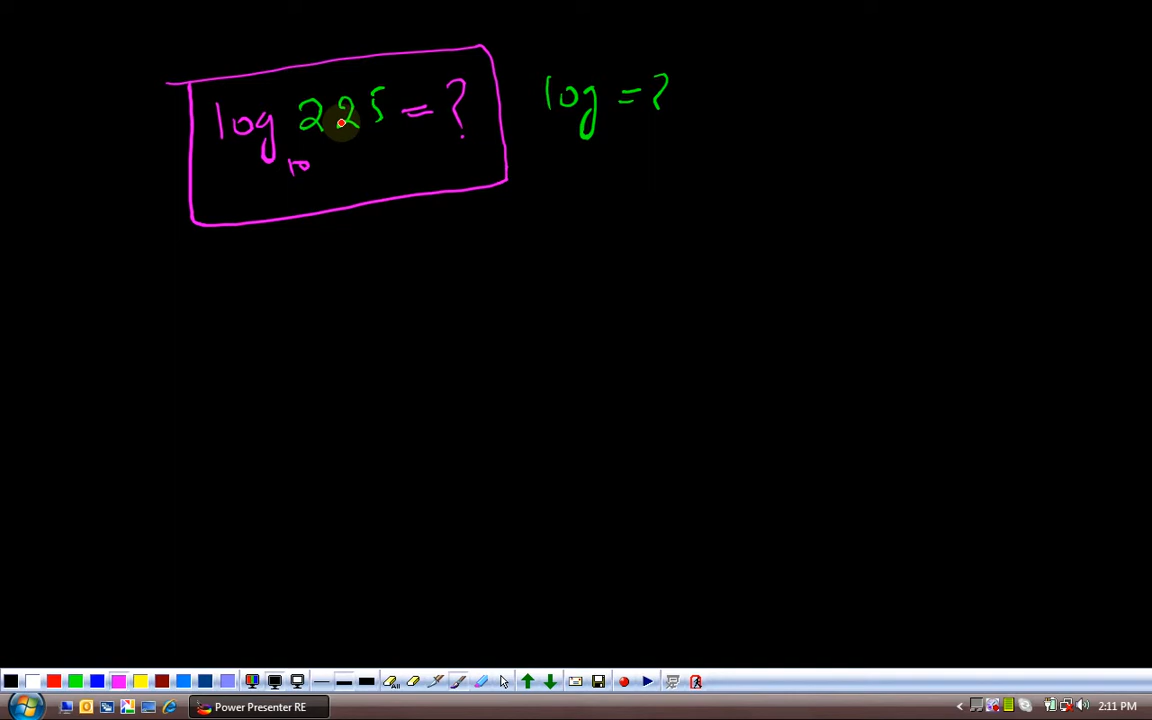 log₁₀ 225 = ?
log = ?
Power Presenter RE
2:11 PM